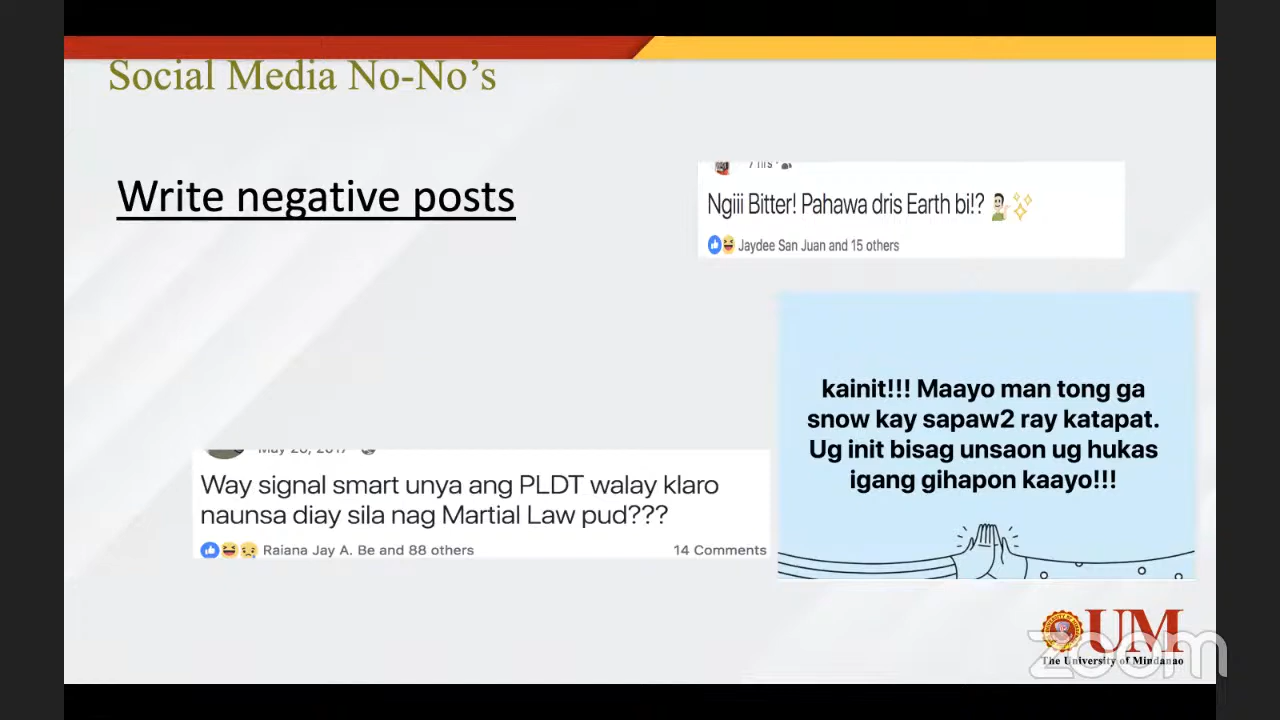 Social Media No-No's
Write negative posts
7 hrs ·
Ngiii Bitter! Pahawa dris Earth bi!?
Jaydee San Juan and 15 others
kainit!!! Maayo man tong ga
snow kay sapaw2 ray katapat.
Ug init bisag unsaon ug hukas
igang gihapon kaayo!!!
Way signal smart unya ang PLDT walay klaro
naunsa diay sila nag Martial Law pud???
Raiana Jay A. Be and 88 others
14 Comments
UM
The University of Mindanao
zoom